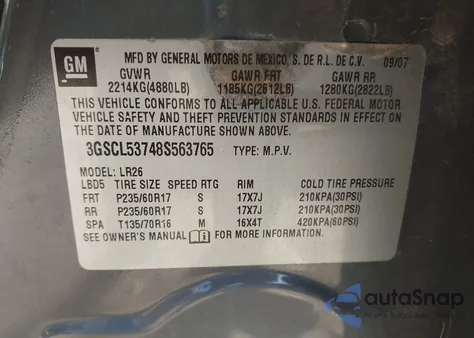 GM
MFD BY GENERAL MOTORS DE MEXICO, S. DE R.L. DE C.V. 09/07
GVWR GAWR FRT GAWR RR
2214KG(4880LB) 1185KG(2612LB) 1280KG(2822LB)
THIS VEHICLE CONFORMS TO ALL APPLICABLE U.S. FEDERAL MOTOR
VEHICLE SAFETY AND THEFT PREVENTION STANDARDS IN EFFECT ON
THE DATE OF MANUFACTURE SHOWN ABOVE.
3GSCL53748S563765 TYPE: M.P.V.
MODEL: LR26
LBD5 TIRE SIZE SPEED RTG RIM COLD TIRE PRESSURE
FRT P235/60R17 S 17X7J 210KPA(30PSI)
RR P235/60R17 S 17X7J 210KPA(30PSI)
SPA T135/70R16 M 16X4T 420KPA(60PSI)
SEE OWNER'S MANUAL FOR MORE INFORMATION.
autoSnap